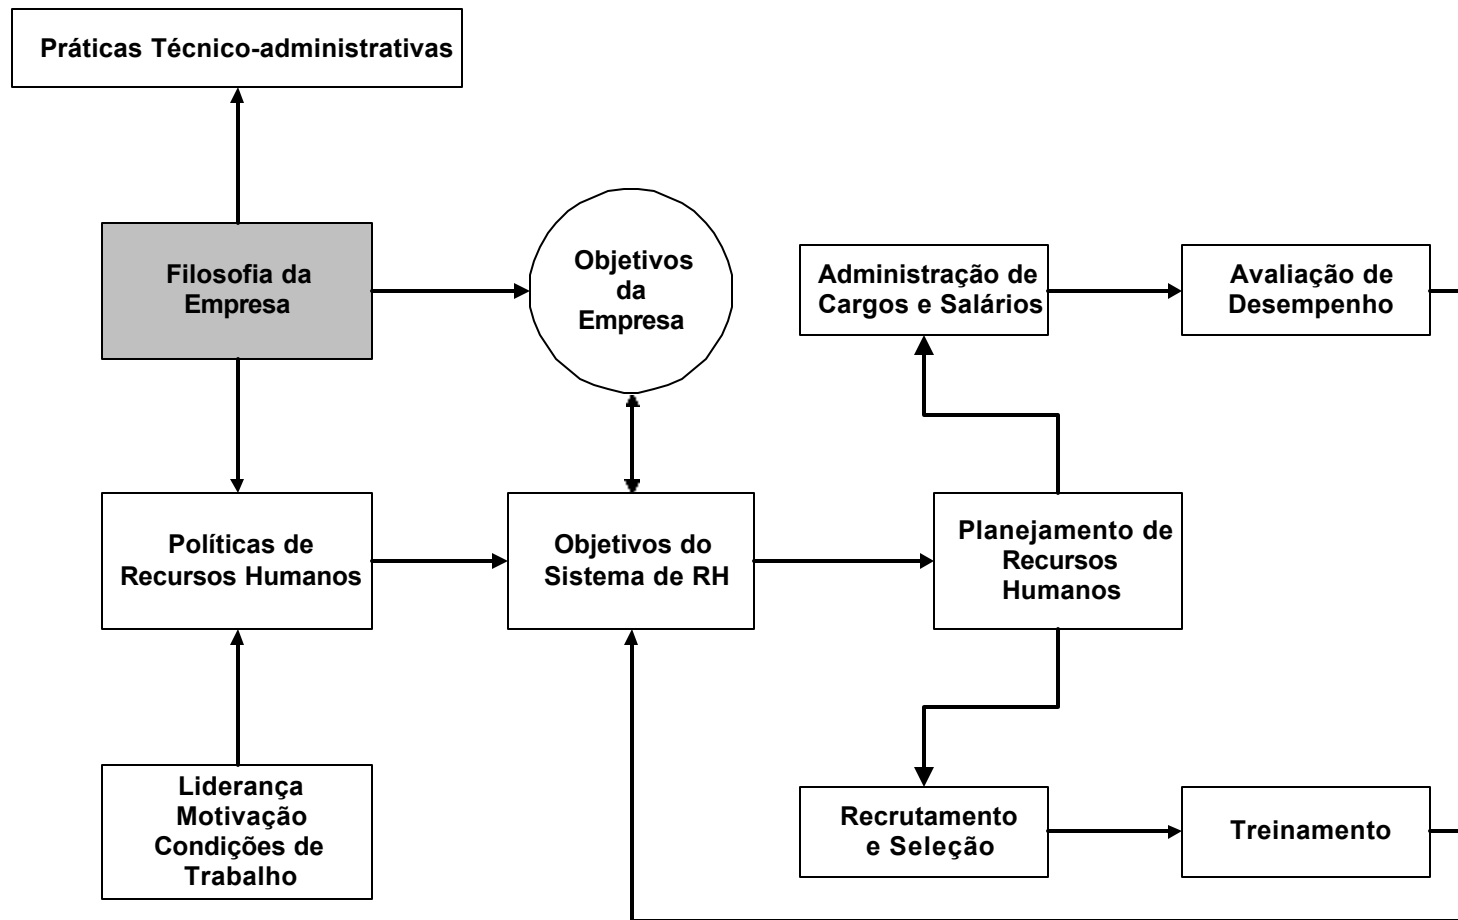 Práticas Técnico-administrativas
Filosofia da
Empresa
Objetivos
da
Empresa
Administração de
Cargos e Salários
Avaliação de
Desempenho
Políticas de
Recursos Humanos
Objetivos do
Sistema de RH
Planejamento de
Recursos
Humanos
Liderança
Motivação
Condições de
Trabalho
Recrutamento
e Seleção
Treinamento